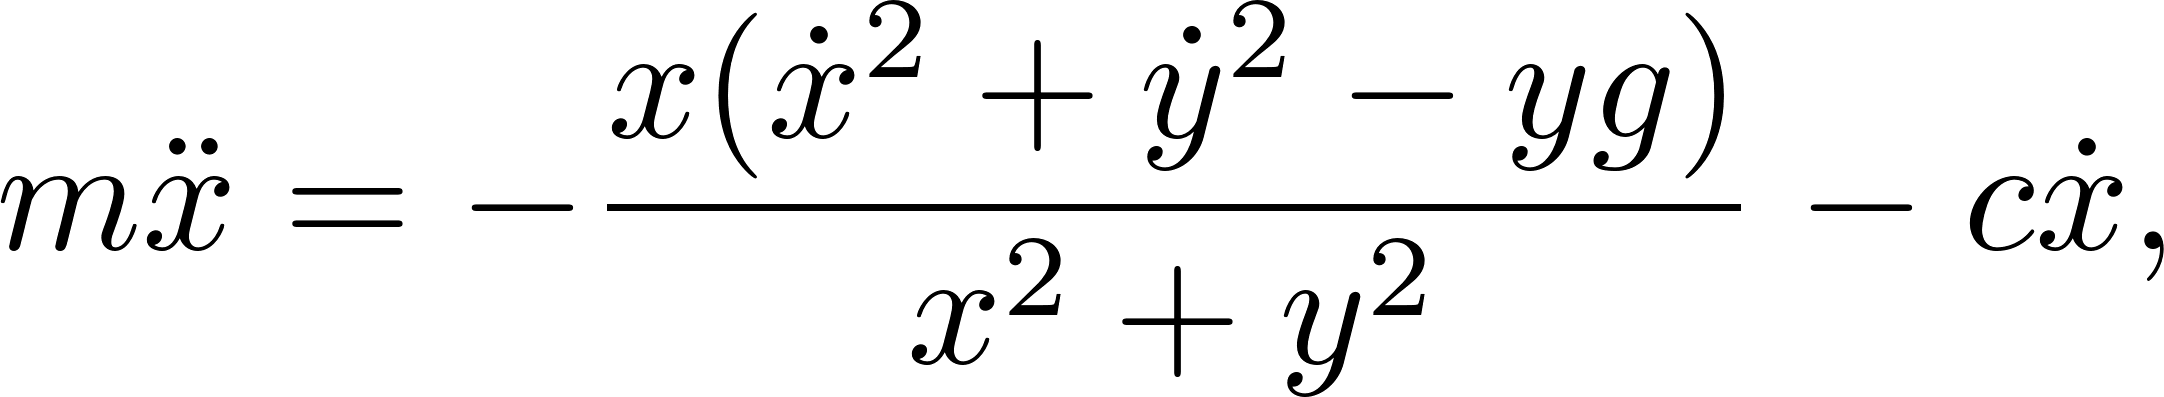 $m\ddot{x} = -\frac{x(\dot{x}^2 + \dot{y}^2 - yg)}{x^2 + y^2} - c\dot{x},$